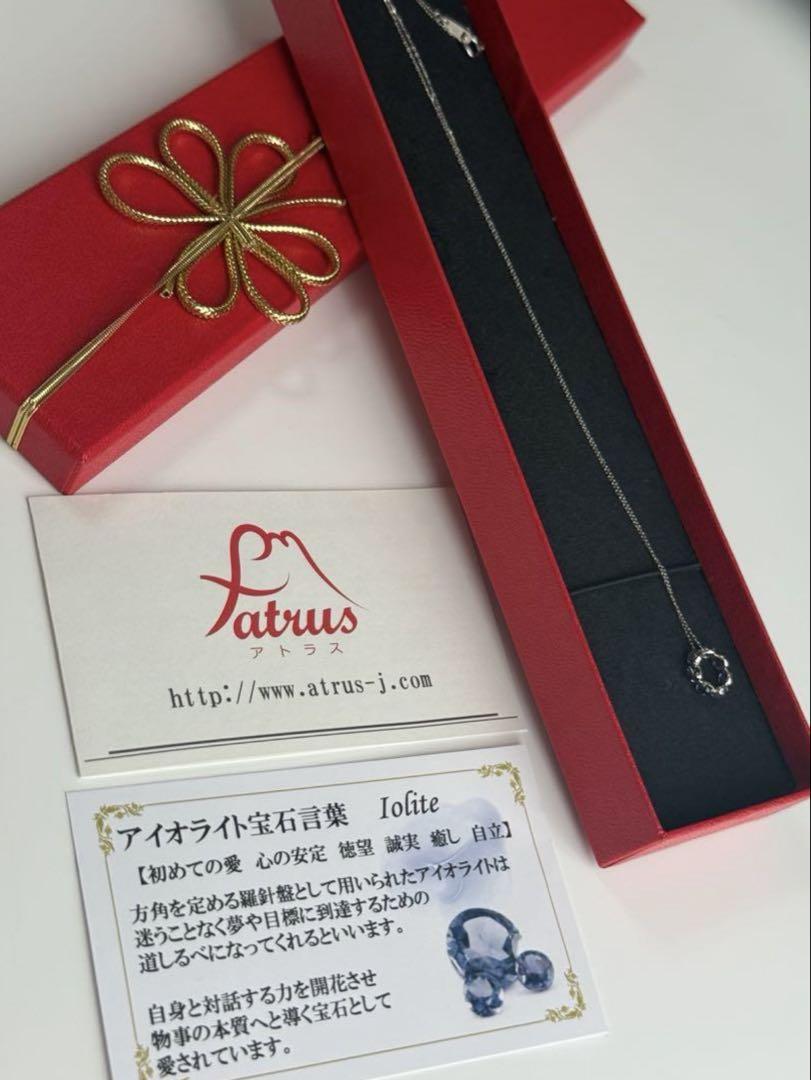 atrus
アトラス
http://www.atrus-j.com
アイオライト宝石言葉 Iolite
【初めての愛 心の安定 徳望 誠実 癒し 自立】
方角を定める羅針盤として用いられたアイオライトは
迷うことなく夢や目標に到達するための
道しるべになってくれるといいます。
自身と対話する力を開花させ
物事の本質へと導く宝石として
愛されています。